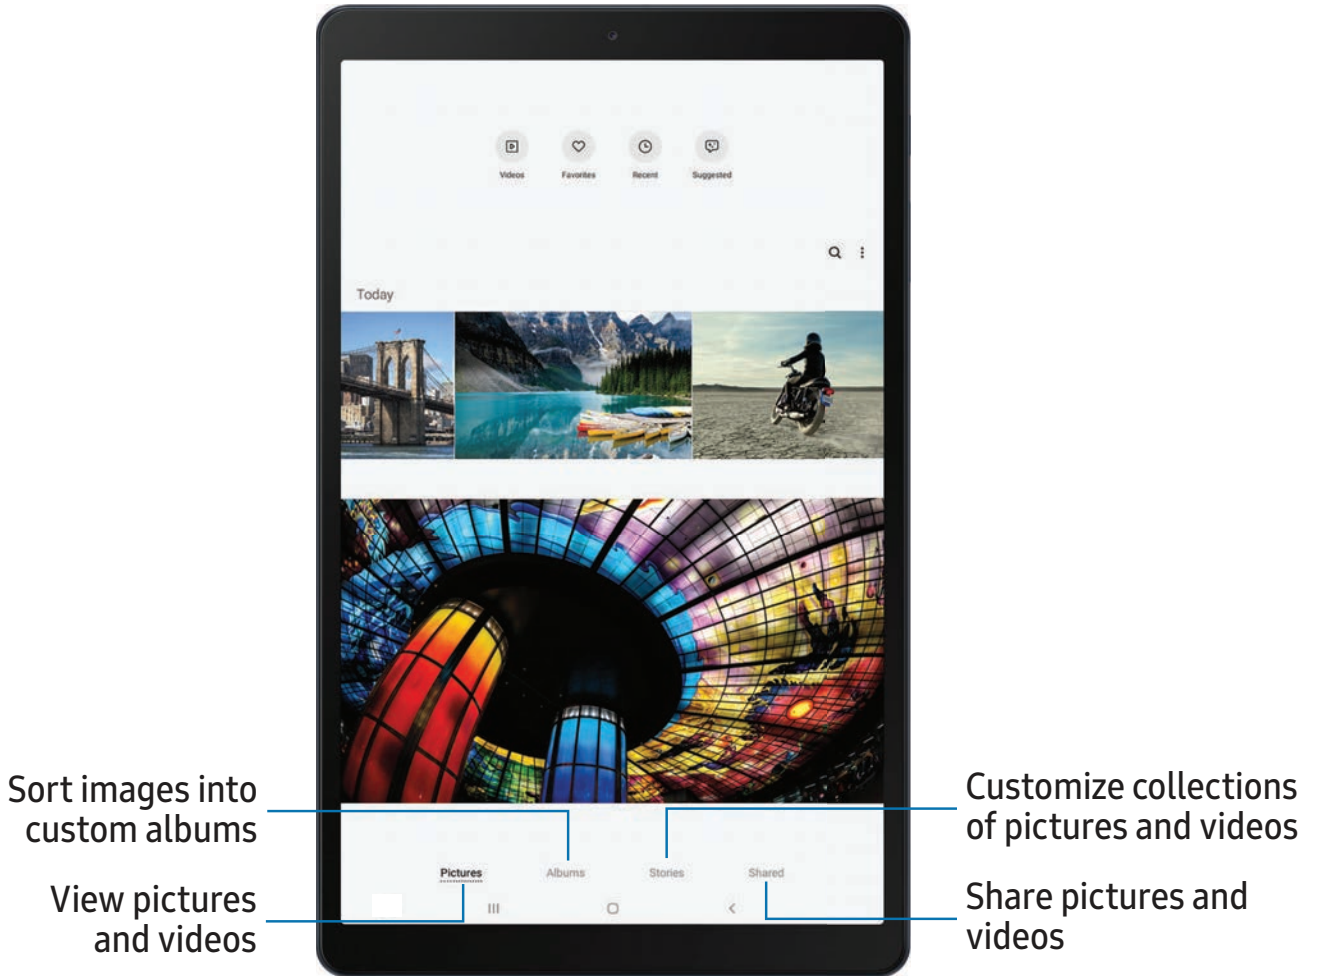 Videos
Favorites
Recent
Suggested
Today
Sort images into
custom albums
Customize collections
of pictures and videos
Pictures
Albums
Stories
Shared
View pictures
and videos
Share pictures and
videos